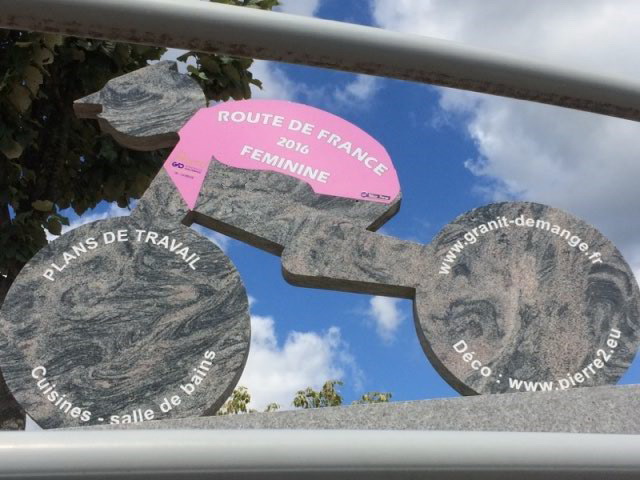 ROUTE DE FRANCE
2016
FEMININE
PLANS DE TRAVAIL
Cuisines - salle de bains
www.granit-demange.fr
Déco : www.pierre2.eu